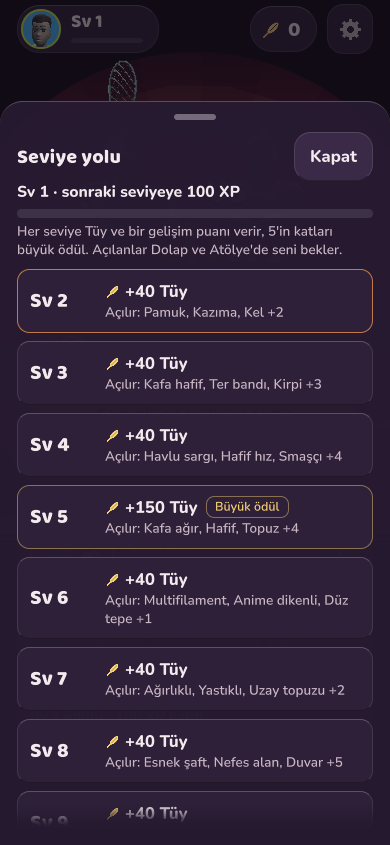 Sv 1
0
Seviye yolu
Kapat
Sv 1 · sonraki seviyeye 100 XP
Her seviye Tüy ve bir gelişim puanı verir, 5'in katları
büyük ödül. Açılanlar Dolap ve Atölye'de seni bekler.
Sv 2
+40 Tüy
Açılır: Pamuk, Kazıma, Kel +2
Sv 3
+40 Tüy
Açılır: Kafa hafif, Ter bandı, Kirpi +3
Sv 4
+40 Tüy
Açılır: Havlu sargı, Hafif hız, Smaşçı +4
Sv 5
+150 Tüy Büyük ödül
Açılır: Kafa ağır, Hafif, Topuz +4
Sv 6
+40 Tüy
Açılır: Multifilament, Anime dikenli, Düz
tepe +1
Sv 7
+40 Tüy
Açılır: Ağırlıklı, Yastıklı, Uzay topuzu +2
Sv 8
+40 Tüy
Açılır: Esnek şaft, Nefes alan, Duvar +5
Sv 9
+40 Tüy